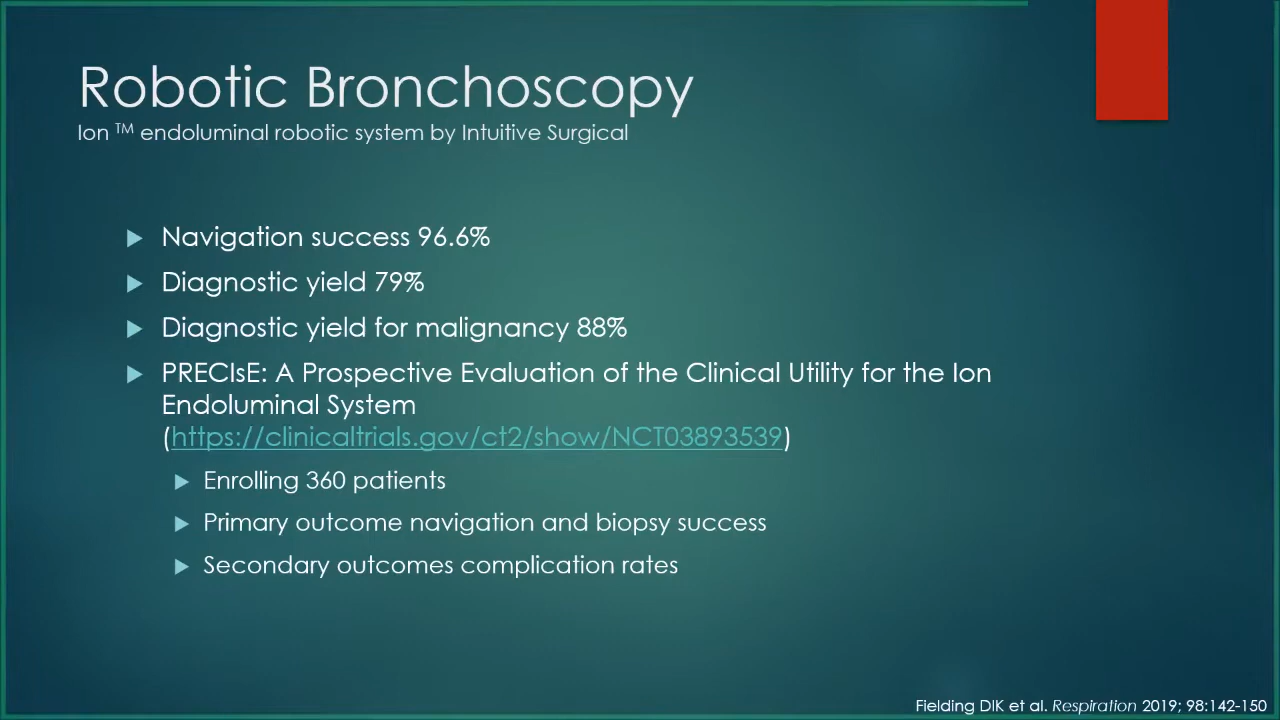 Robotic Bronchoscopy
Ion ™ endoluminal robotic system by Intuitive Surgical
Navigation success 96.6%
Diagnostic yield 79%
Diagnostic yield for malignancy 88%
PRECIsE: A Prospective Evaluation of the Clinical Utility for the Ion
Endoluminal System
(https://clinicaltrials.gov/ct2/show/NCT03893539)
Enrolling 360 patients
Primary outcome navigation and biopsy success
Secondary outcomes complication rates
Fielding DIK et al. Respiration 2019; 98:142-150